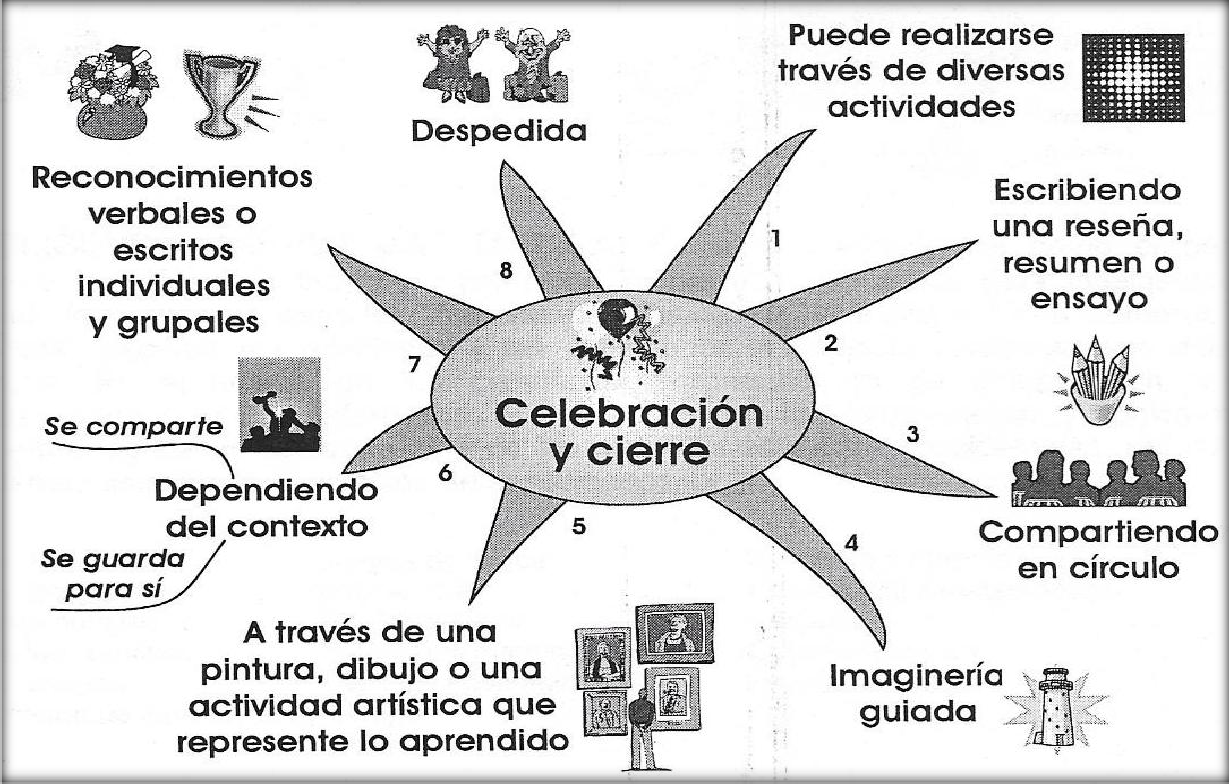 Celebración
y cierre
1
Puede realizarse
través de diversas
actividades
2
Escribiendo
una reseña,
resumen o
ensayo
3
Compartiendo
en círculo
4
Imaginería
guiada
5
A través de una
pintura, dibujo o una
actividad artística que
represente lo aprendido
6
Dependiendo
del contexto
Se comparte
Se guarda
para sí
7
Reconocimientos
verbales o
escritos
individuales
y grupales
8
Despedida